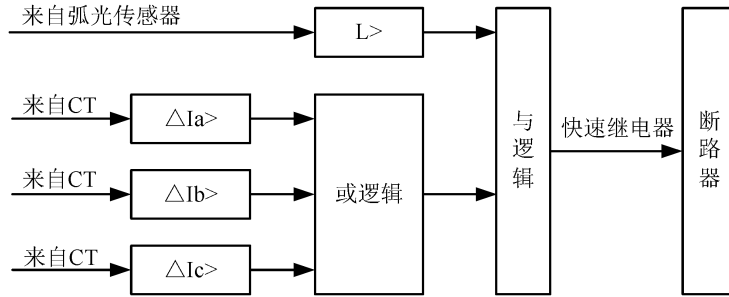 来自弧光传感器
L>
来自CT
△Ia>
来自CT
△Ib>
来自CT
△Ic>
或逻辑
与逻辑
快速继电器
断路器